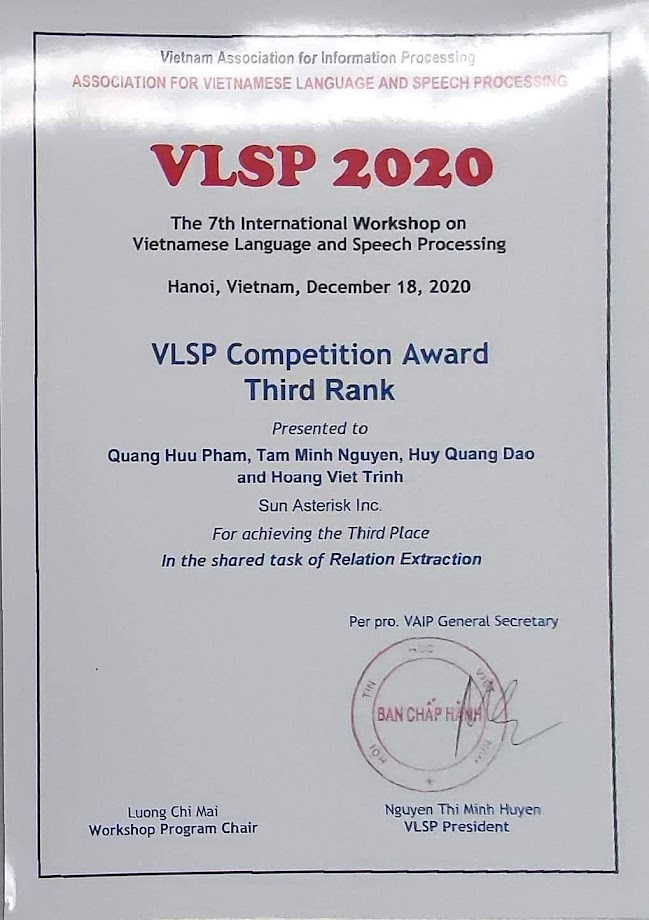 Vietnam Association for Information Processing
ASSOCIATION FOR VIETNAMESE LANGUAGE AND SPEECH PROCESSING
VLSP 2020
The 7th International Workshop on
Vietnamese Language and Speech Processing
Hanoi, Vietnam, December 18, 2020
VLSP Competition Award
Third Rank
Presented to
Quang Huu Pham, Tam Minh Nguyen, Huy Quang Dao
and Hoang Viet Trinh
Sun Asterisk Inc.
For achieving the Third Place
In the shared task of Relation Extraction
Per pro. VAIP General Secretary
HỘI TIN HỌC VIỆT NAM
BAN CHẤP HÀNH
Luong Chi Mai
Workshop Program Chair
Nguyen Thi Minh Huyen
VLSP President